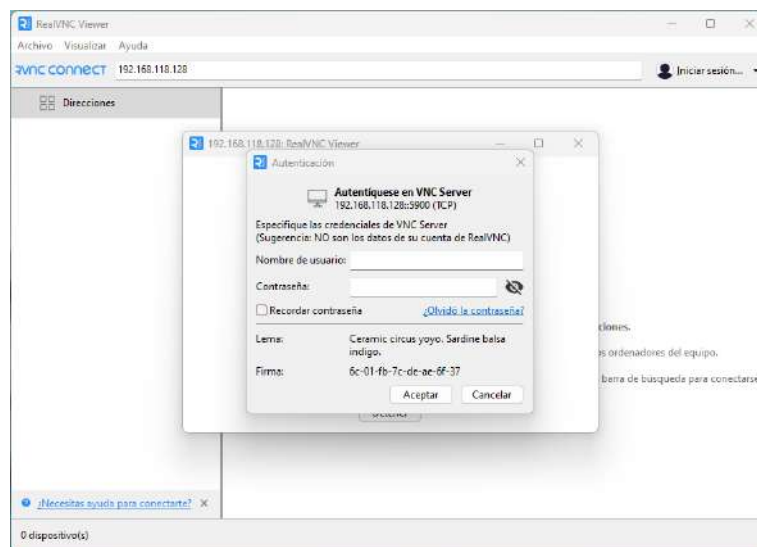 RealVNC Viewer
Archivo Visualizar Ayuda
RVNC CONNECT 192.168.118.128 Iniciar sesión...
Direcciones
192.168.118.128: RealVNC Viewer
Autenticación
Autentíquese en VNC Server
192.168.118.128::5900 (TCP)
Especifique las credenciales de VNC Server
(Sugerencia: NO son los datos de su cuenta de RealVNC)
Nombre de usuario:
Contraseña:
Recordar contraseña ¿Olvidó la contraseña?
ciones.
Lema: Ceramic circus yoyo. Sardine balsa
indigo.
os ordenadores del equipo.
Firma: 6c-01-fb-7c-de-ae-6f-37
barra de búsqueda para conectarse
Aceptar Cancelar
Detener
¿Necesitas ayuda para conectarte?
0 dispositivo(s)